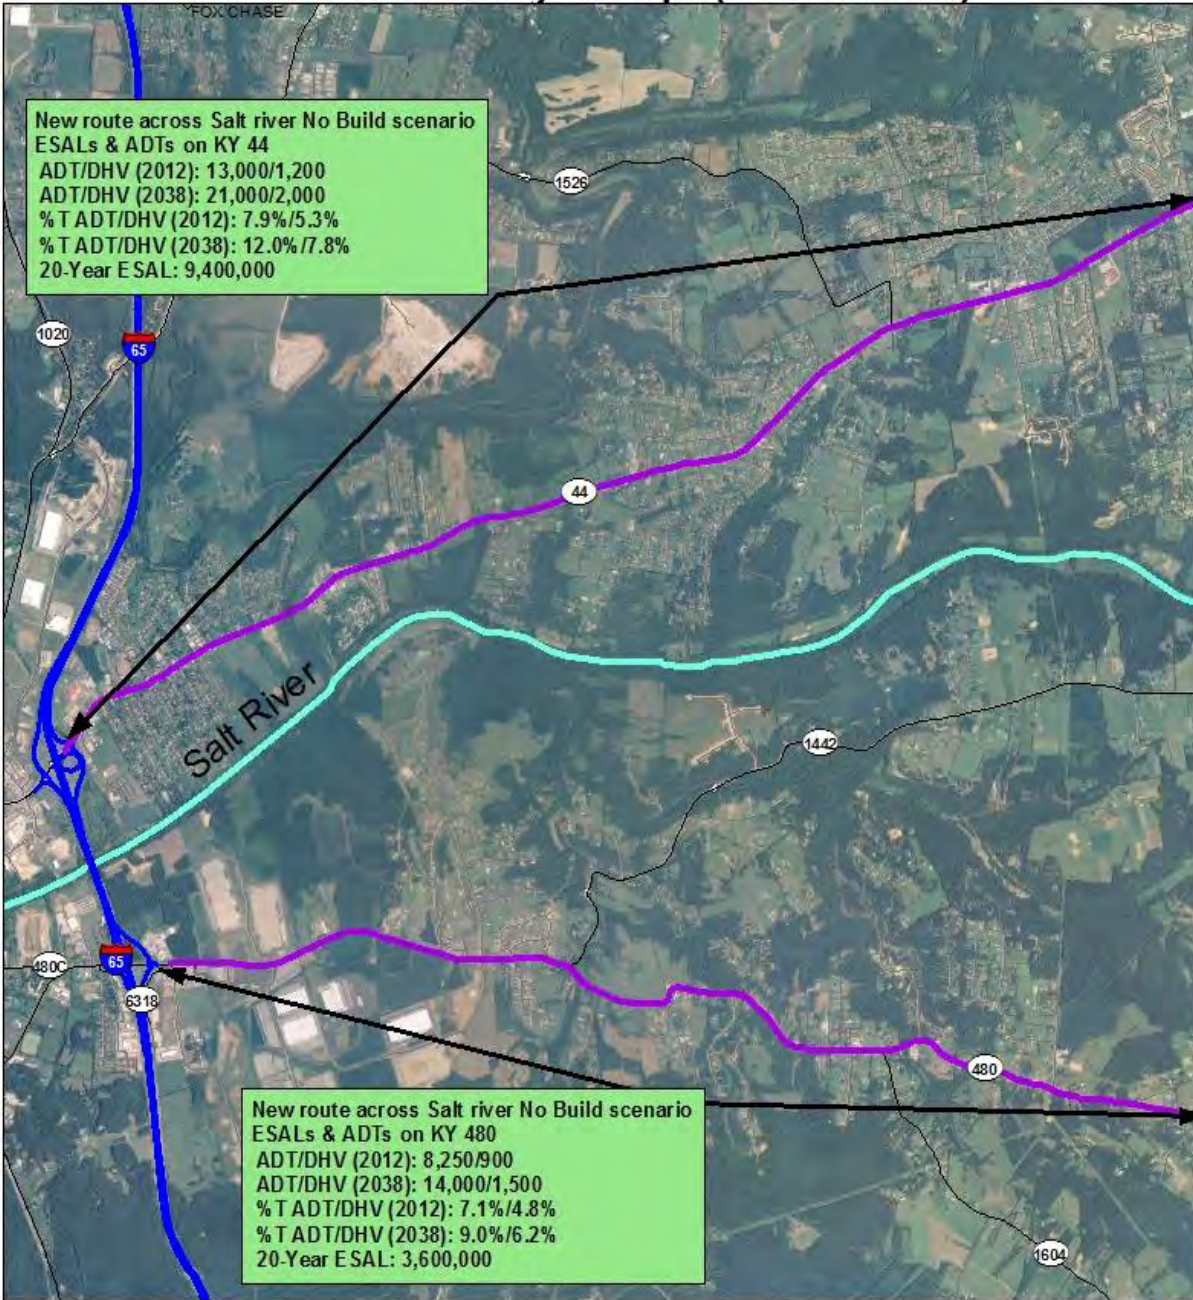 FOX CHASE
New route across Salt river No Build scenario
ESALs & ADTs on KY 44
ADT/DHV (2012): 13,000/1,200
ADT/DHV (2038): 21,000/2,000
%T ADT/DHV (2012): 7.9%/5.3%
%T ADT/DHV (2038): 12.0%/7.8%
20-Year ESAL: 9,400,000
1526
1020
65
44
Salt River
1442
480C
65
6318
480
New route across Salt river No Build scenario
ESALs & ADTs on KY 480
ADT/DHV (2012): 8,250/900
ADT/DHV (2038): 14,000/1,500
%T ADT/DHV (2012): 7.1%/4.8%
%T ADT/DHV (2038): 9.0%/6.2%
20-Year ESAL: 3,600,000
1604